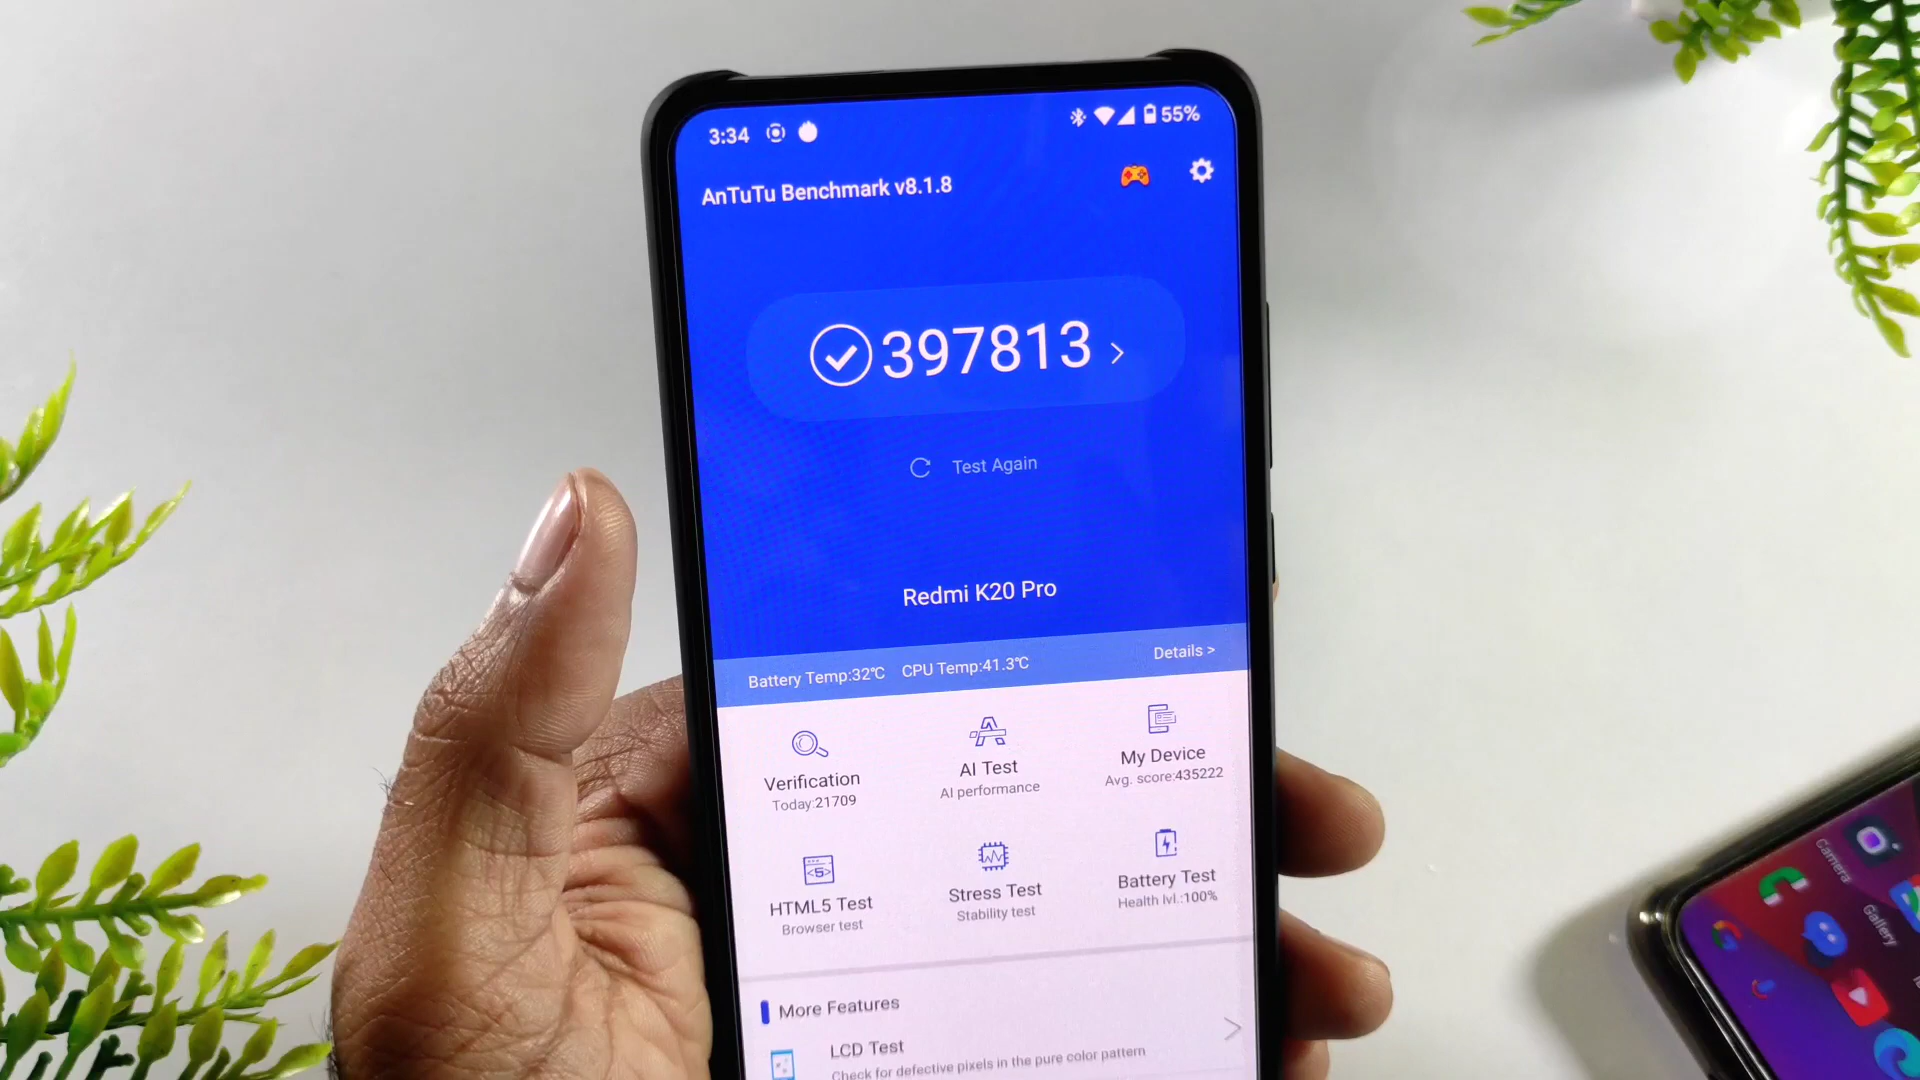 3:34
55%
AnTuTu Benchmark v8.1.8
397813
Test Again
Redmi K20 Pro
Battery Temp:32℃ CPU Temp:41.3℃ Details >
Verification
Today:21709
AI Test
AI performance
My Device
Avg. score:435222
HTML5 Test
Browser test
Stress Test
Stability test
Battery Test
Health lvl.:100%
More Features
LCD Test
Check for defective pixels in the pure color pattern
Camera
Gallery